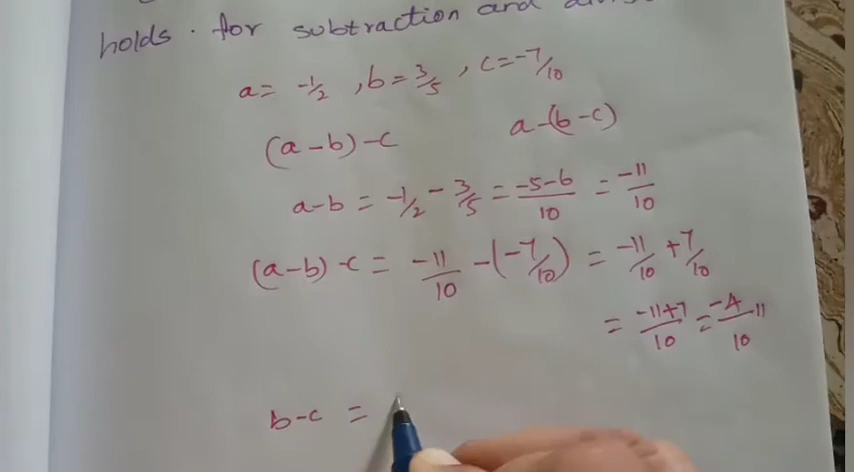 holds. for subtraction and
a = -1/2 , b = 3/5 , c = -7/10
(a-b)-c a-(b-c)
a-b = -1/2 - 3/5 = -5-6/10 = -11/10
(a-b)-c = -11/10 -(-7/10) = -11/10 + 7/10
= -11+7/10 = -4/10 "
b-c =